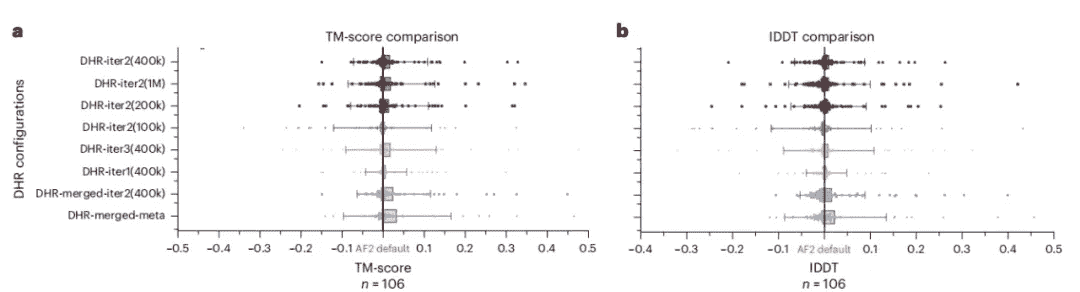 a
TM-score comparison
DHR configurations
DHR-iter2(400k)
DHR-iter2(1M)
DHR-iter2(200k)
DHR-iter2(100k)
DHR-iter3(400k)
DHR-iter1(400k)
DHR-merged-iter2(400k)
DHR-merged-meta
−0.5 −0.4 −0.3 −0.2 −0.1 AF2 default 0.1 0.2 0.3 0.4 0.5
TM-score
n = 106
b
lDDT comparison
−0.4 −0.3 −0.2 −0.1 AF2 default 0.1 0.2 0.3 0.4 0.5
lDDT
n = 106